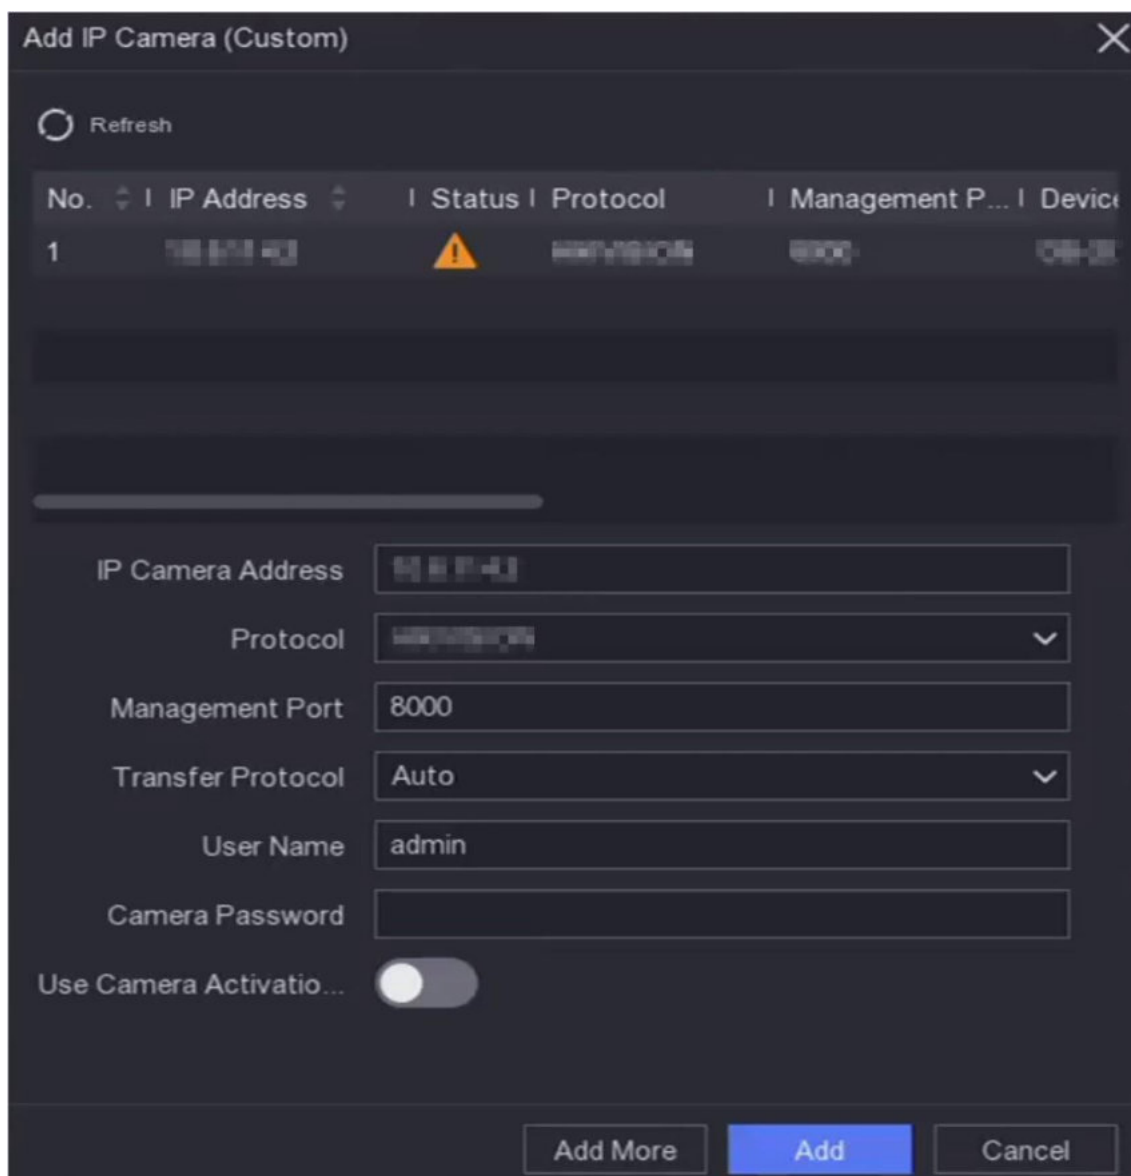 Add IP Camera (Custom)
Refresh
No. IP Address Status Protocol Management P... Device
1
IP Camera Address
Protocol
Management Port 8000
Transfer Protocol Auto
User Name admin
Camera Password
Use Camera Activatio...
Add More Add Cancel